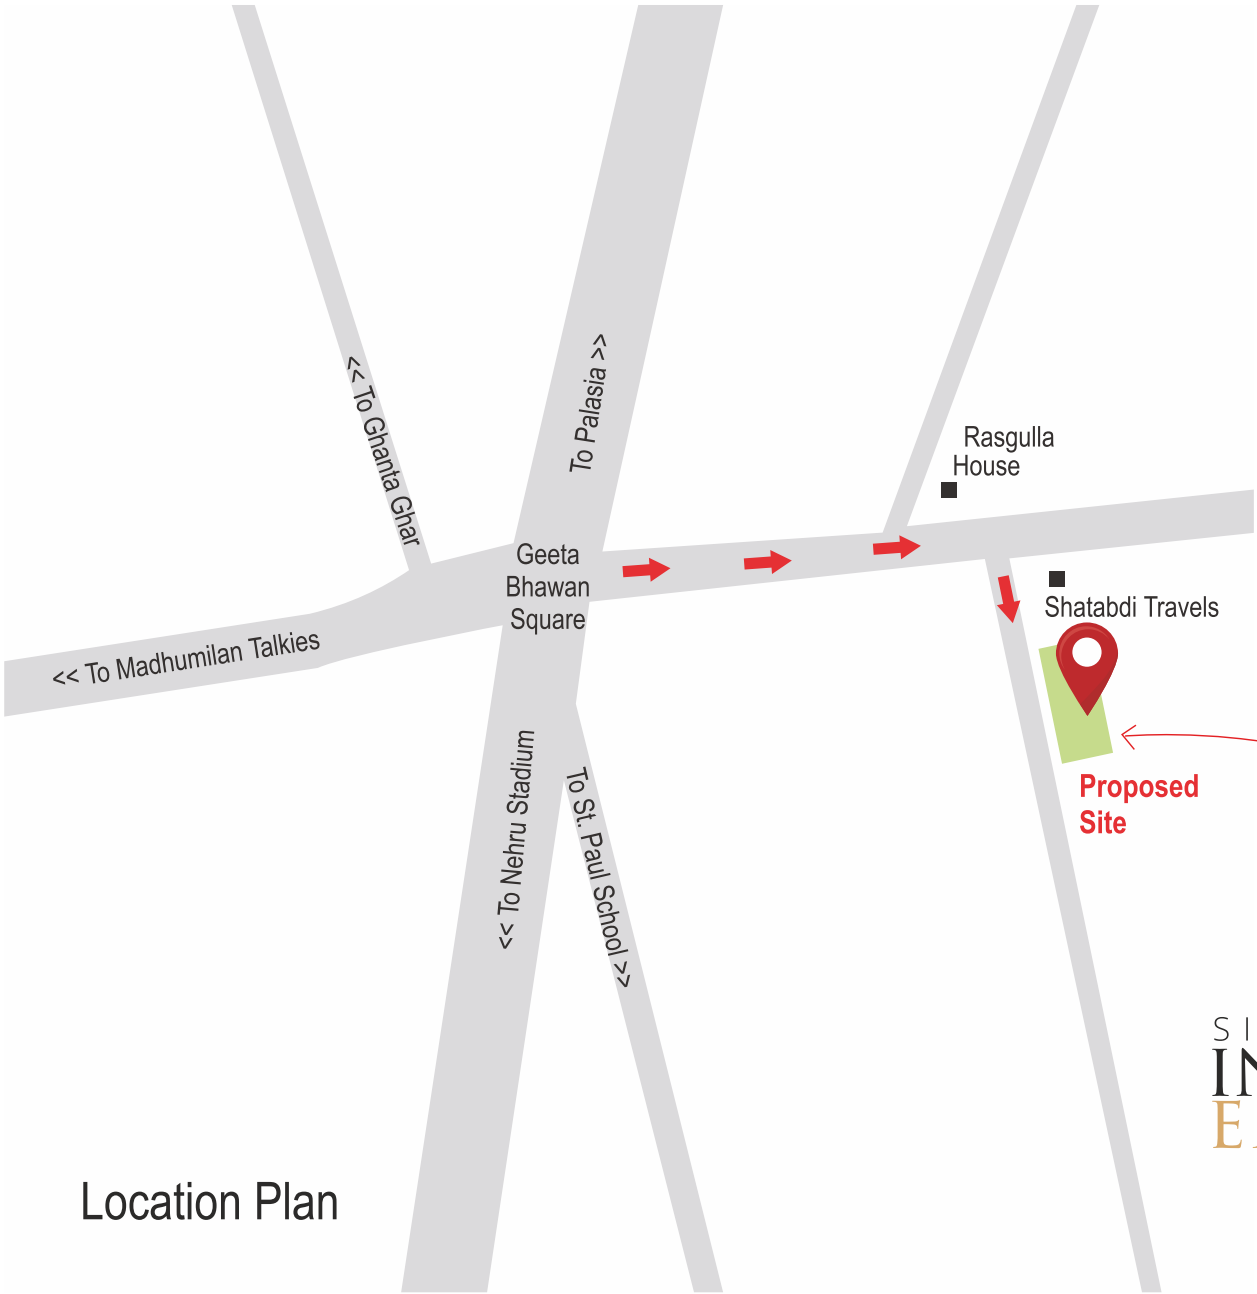 << To Ghanta Ghar
To Palasia >>
Rasgulla
House
Geeta
Bhawan
Square
Shatabdi Travels
<< To Madhumilan Talkies
<< To Nehru Stadium
To St. Paul School >>
Proposed
Site
Location Plan